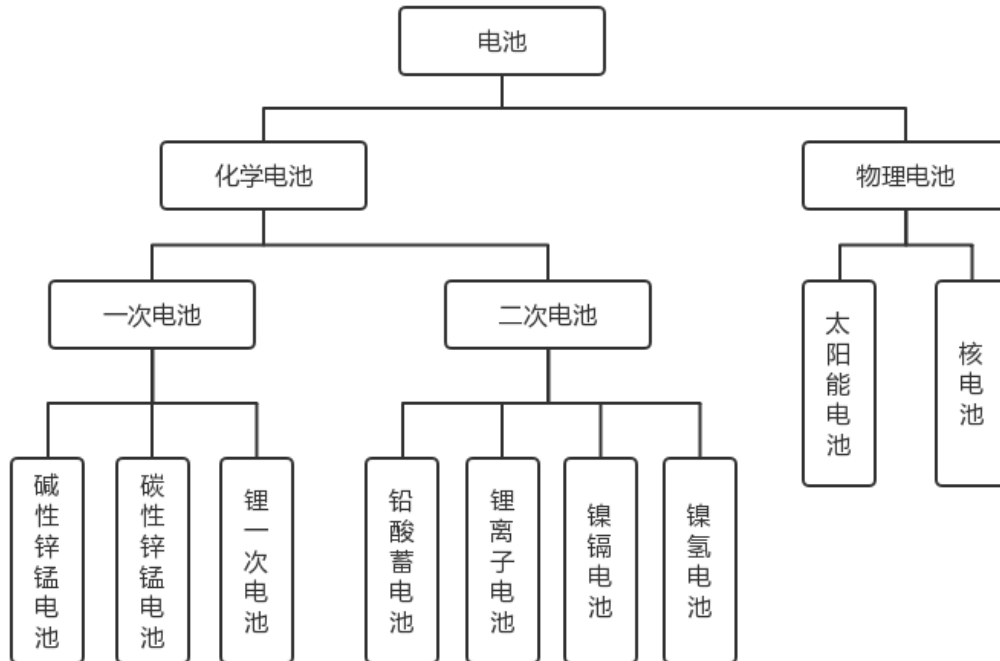 电池
化学电池
物理电池
一次电池
二次电池
太阳能电池
核电池
碱性锌锰电池
碳性锌锰电池
锂一次电池
铅酸蓄电池
锂离子电池
镍镉电池
镍氢电池